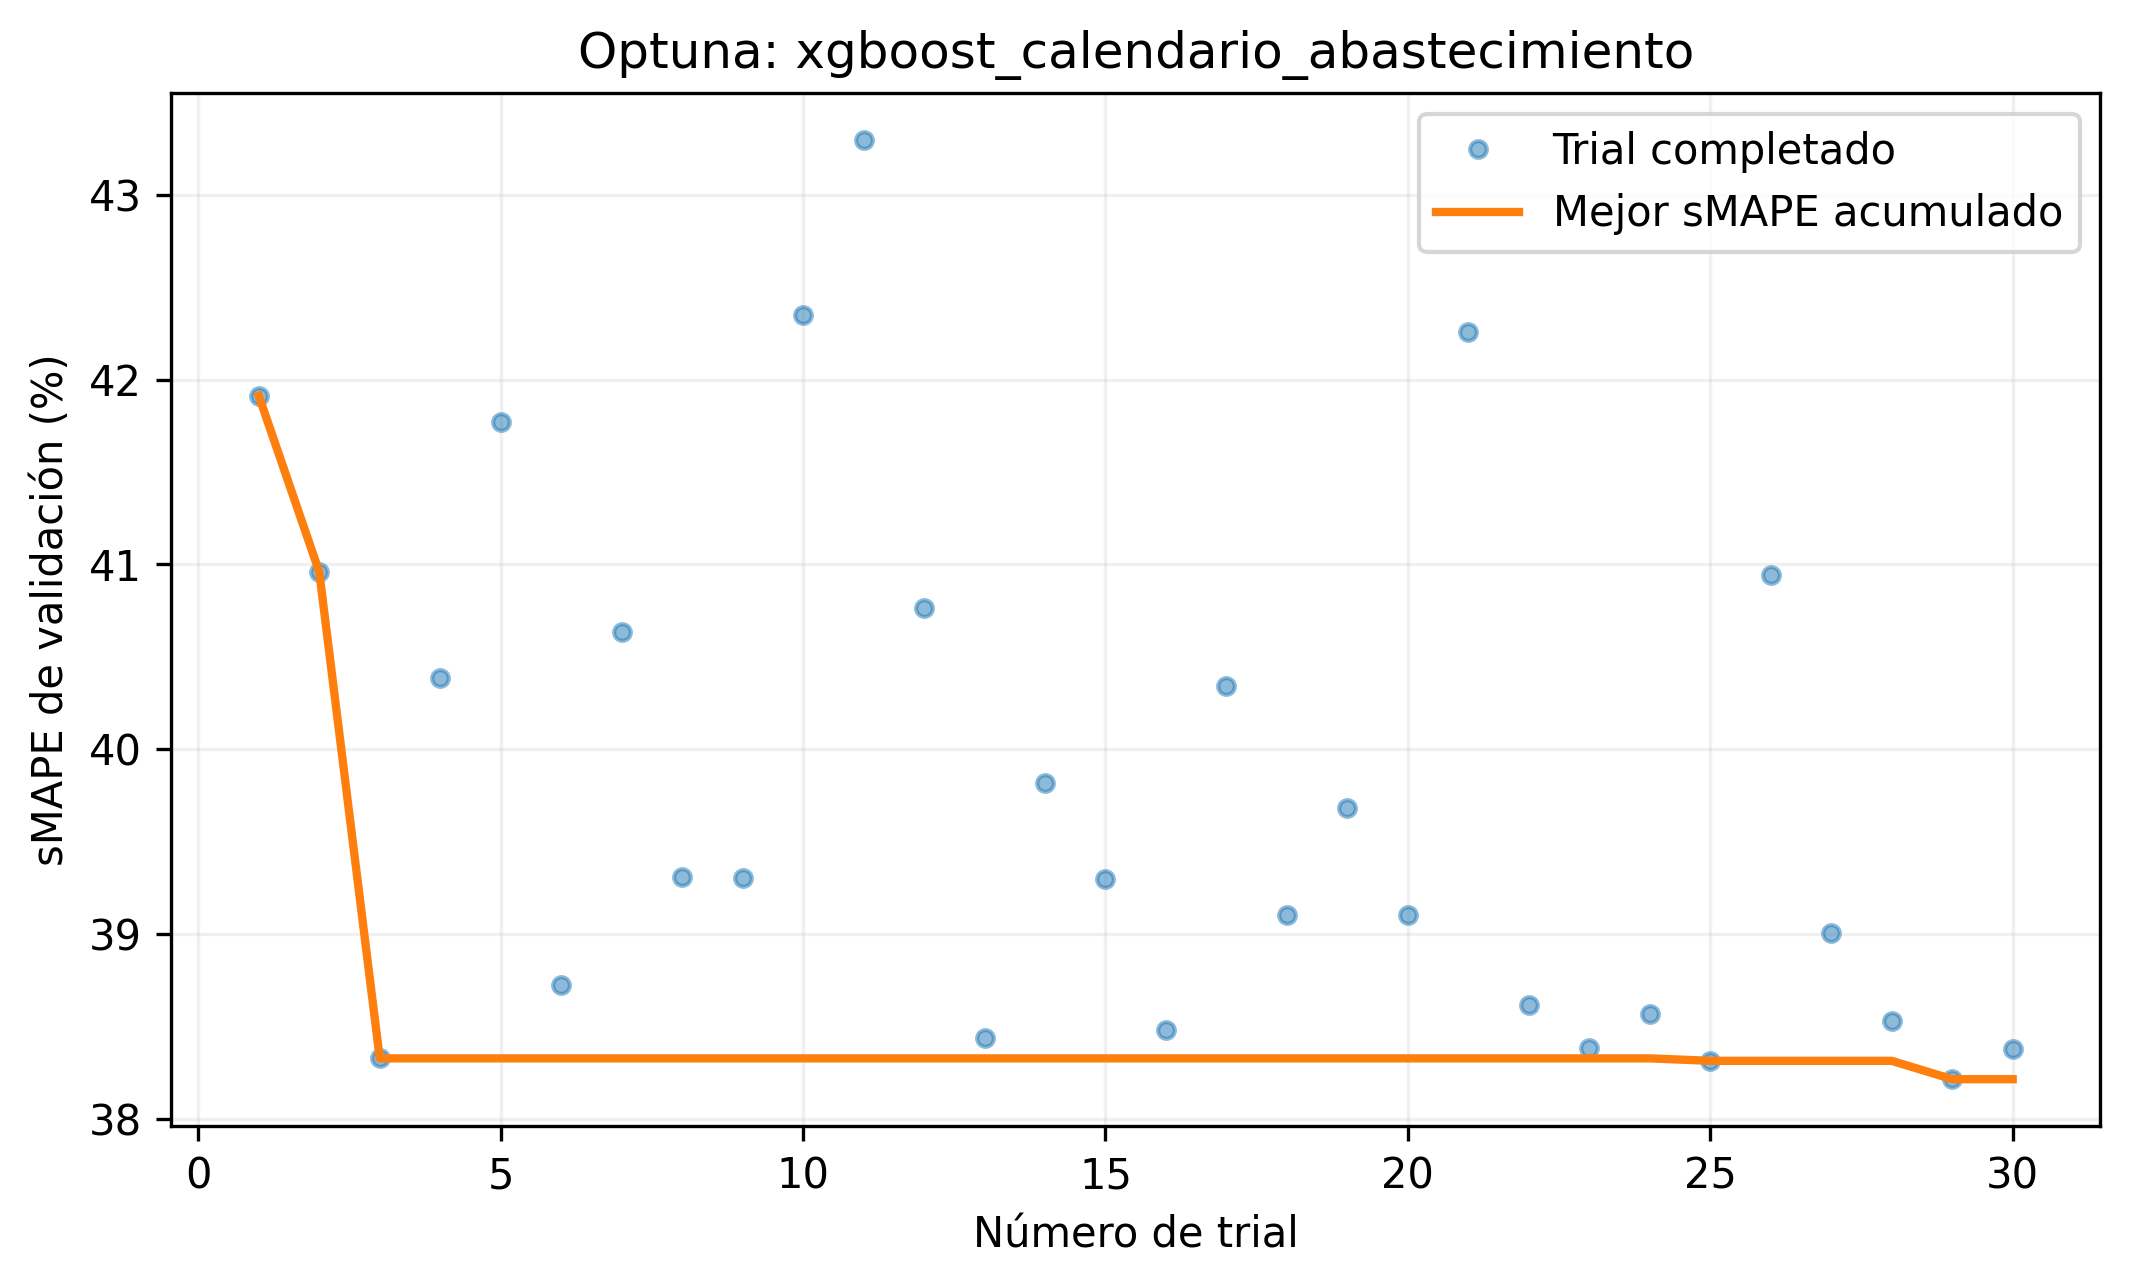 Optuna: xgboost_calendario_abastecimiento
Trial completado
Mejor sMAPE acumulado
sMAPE de validación (%)
43
42
41
40
39
38
0 5 10 15 20 25 30
Número de trial